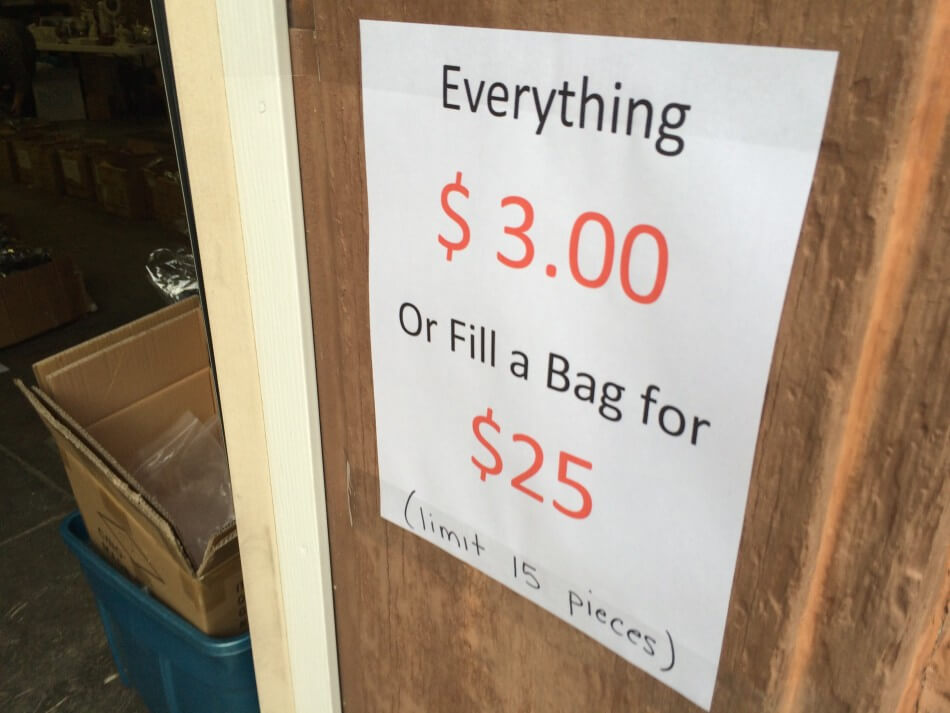 Everything
$ 3.00
Or Fill a Bag for
$25
(limit 15 pieces)